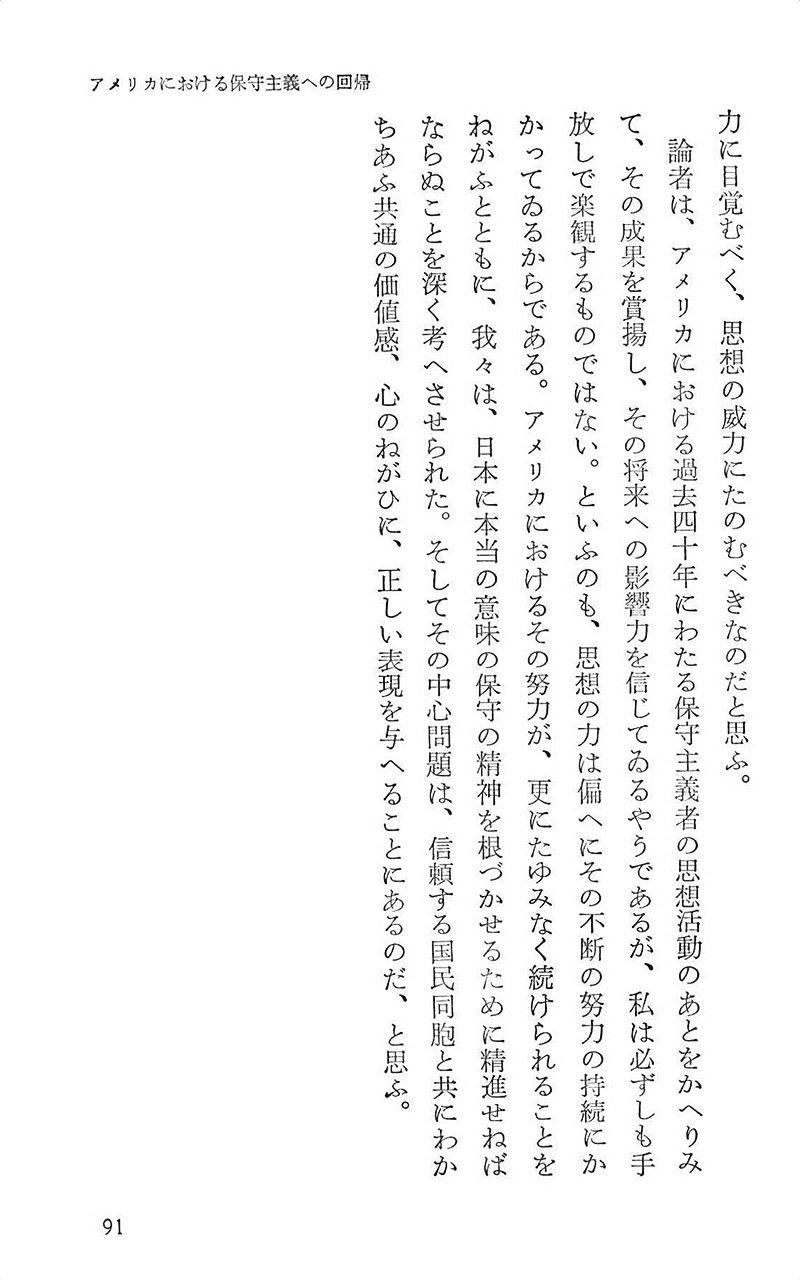 アメリカにおける保守主義への回帰
力に目覚むべく、思想の威力にたのむべきなのだと思ふ。
論者は、アメリカにおける過去四十年にわたる保守主義者の思想活動のあとをかへりみ
て、その成果を賞揚し、その将来への影響力を信じてゐるやうであるが、私は必ずしも手
放しで楽観するものではない。といふのも、思想の力は偏へにその不断の努力の持続にか
かってゐるからである。アメリカにおけるその努力が、更にたゆみなく続けられることを
ねがふとともに、我々は、日本に本当の意味の保守の精神を根づかせるために精進せねば
ならぬことを深く考へさせられた。そしてその中心問題は、信頼する国民同胞と共にわか
ちあふ共通の価値感、心のねがひに、正しい表現を与へることにあるのだ、と思ふ。
91